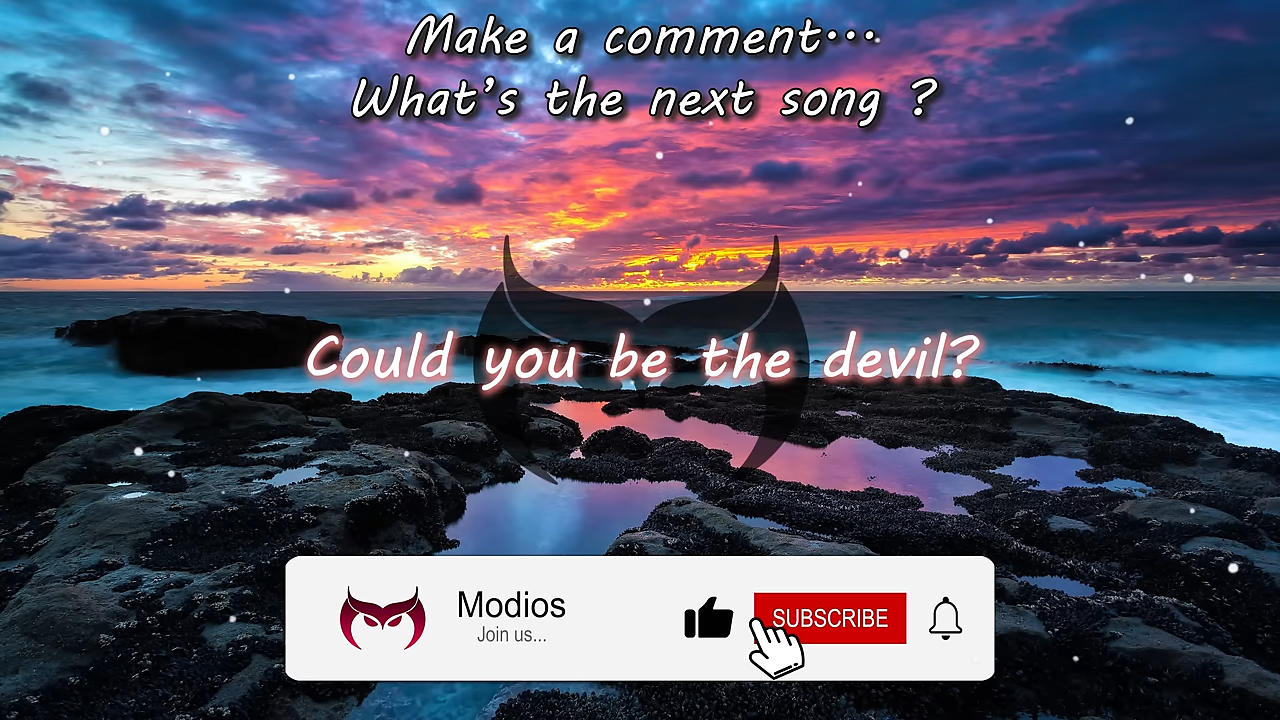 Make a comment...
What's the next song ?
Could you be the devil?
Modios
Join us...
SUBSCRIBE